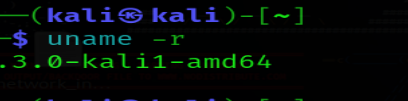 ──(kali㉿kali)-[~]
─$ uname -r
.3.0-kali1-amd64